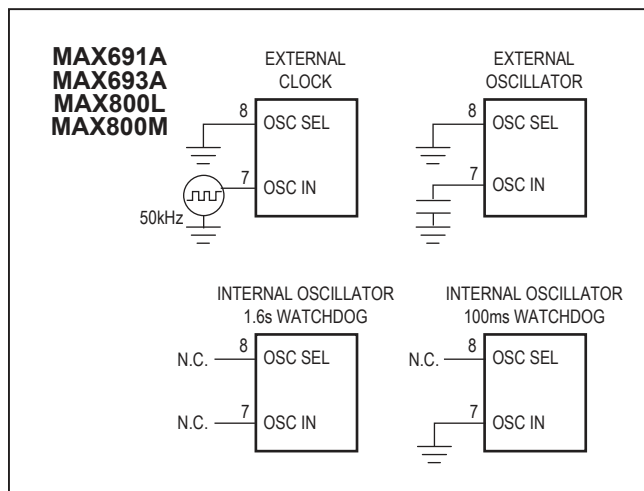 MAX691A
MAX693A
MAX800L
MAX800M
EXTERNAL
CLOCK
8
OSC SEL
7
OSC IN
50kHz
EXTERNAL
OSCILLATOR
8
OSC SEL
7
OSC IN
INTERNAL OSCILLATOR
1.6s WATCHDOG
N.C.
8
OSC SEL
N.C.
7
OSC IN
INTERNAL OSCILLATOR
100ms WATCHDOG
N.C.
8
OSC SEL
7
OSC IN